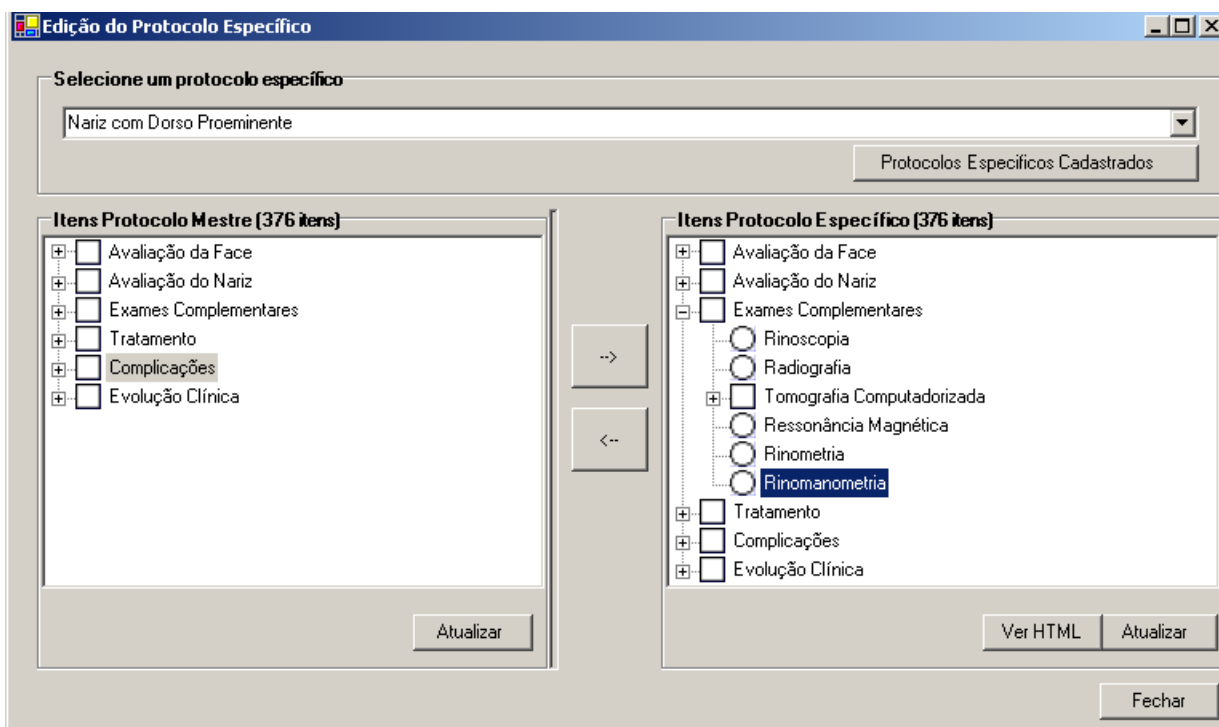 Edição do Protocolo Específico
Selecione um protocolo específico
Nariz com Dorso Proeminente
Protocolos Especificos Cadastrados
Itens Protocolo Mestre (376 itens)
Avaliação da Face
Avaliação do Nariz
Exames Complementares
Tratamento
Complicações
Evolução Clínica
Atualizar
-->
<--
Itens Protocolo Específico (376 itens)
Avaliação da Face
Avaliação do Nariz
Exames Complementares
Rinoscopia
Radiografia
Tomografia Computadorizada
Ressonância Magnética
Rinometria
Rinomanometria
Tratamento
Complicações
Evolução Clínica
Ver HTML
Atualizar
Fechar